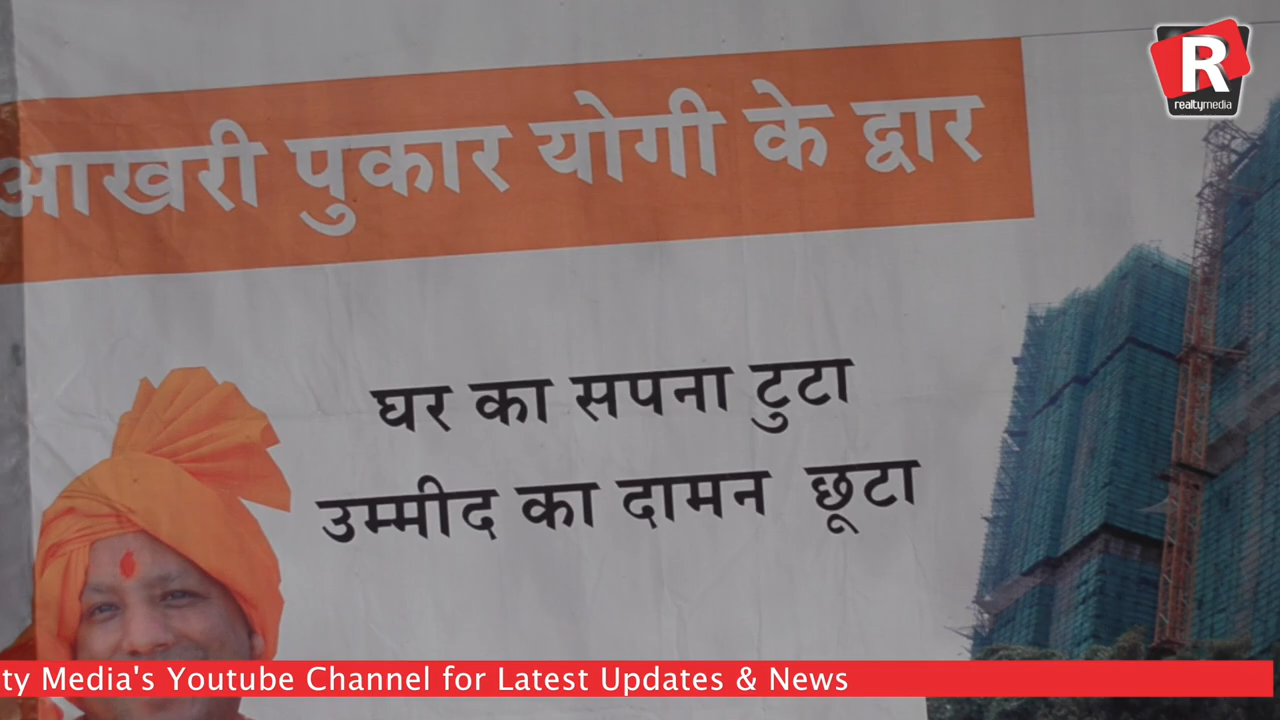 R
realtymedia
आखरी पुकार योगी के द्वार
घर का सपना टुटा
उम्मीद का दामन छूटा
ty Media's Youtube Channel for Latest Updates & News